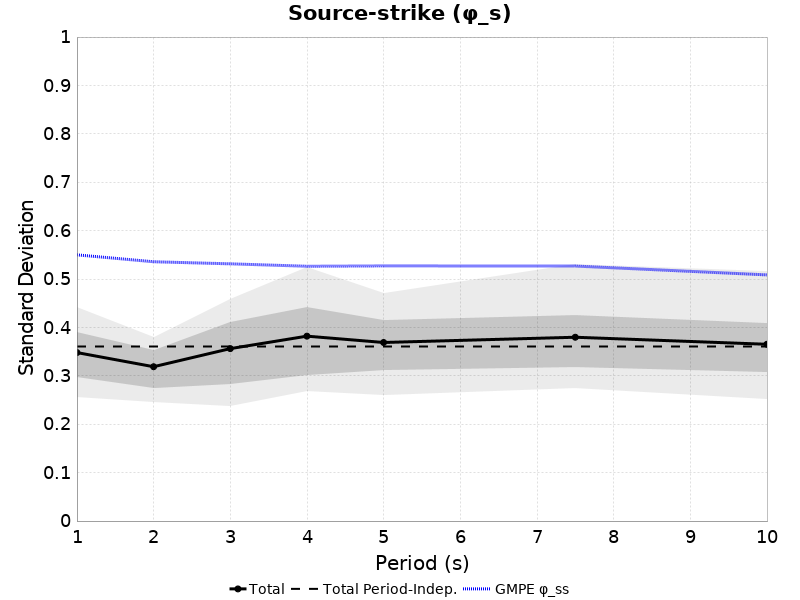 Source-strike (φ_s)
Standard Deviation
1
0.9
0.8
0.7
0.6
0.5
0.4
0.3
0.2
0.1
0
1 2 3 4 5 6 7 8 9 10
Period (s)
Total Total Period-Indep. GMPE φ_ss